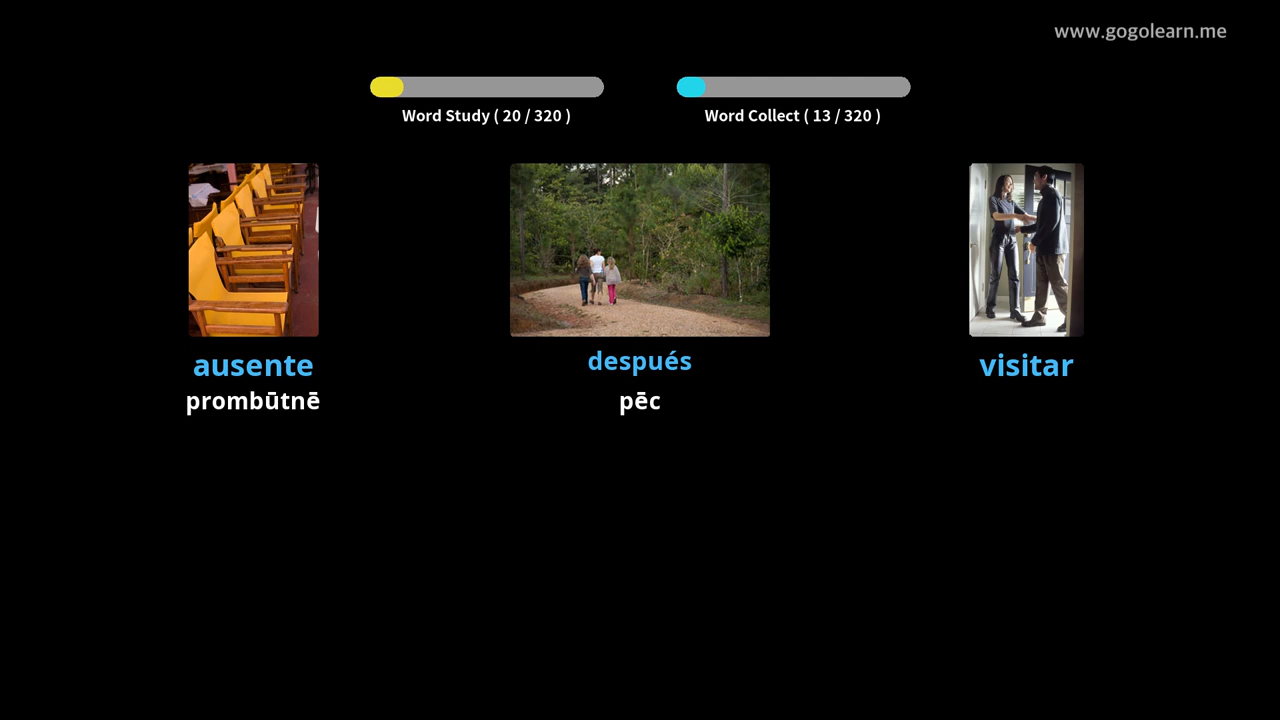 www.gogolearn.me
Word Study ( 20 / 320 )
Word Collect ( 13 / 320 )
ausente
prombūtnē
después
pēc
visitar